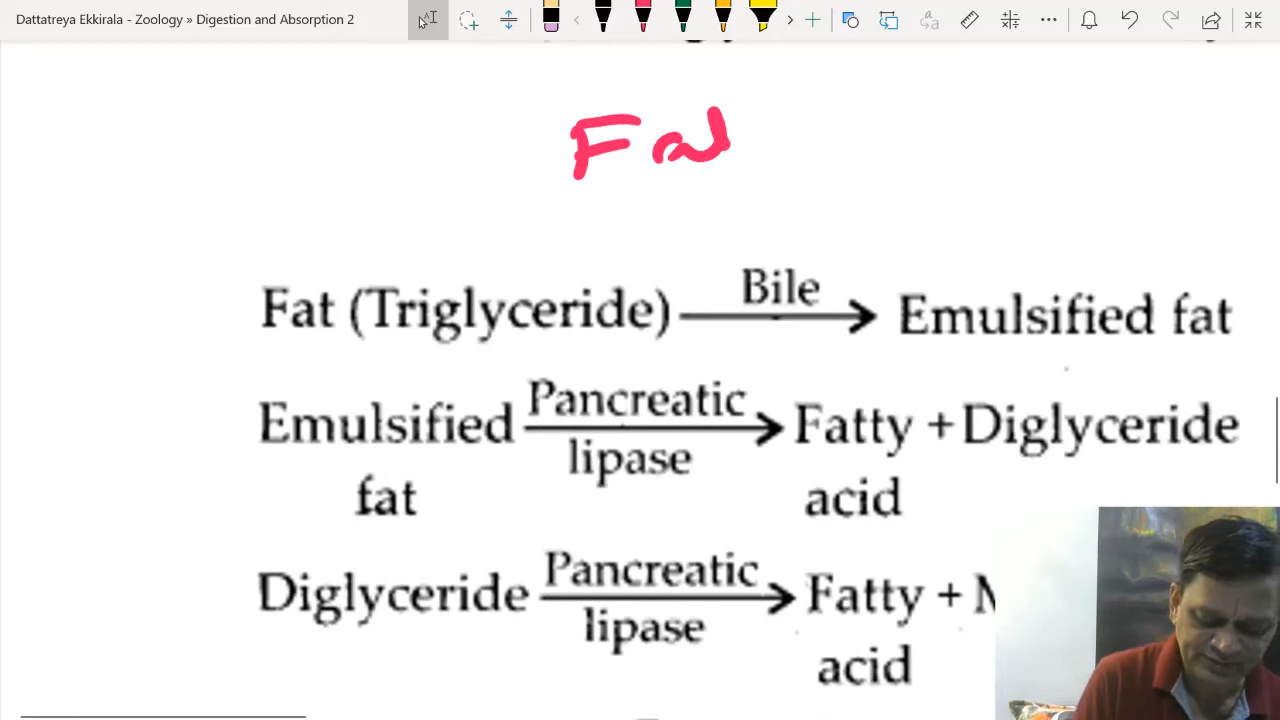 Dattatreya Ekkirala - Zoology » Digestion and Absorption 2
Fat
Fat (Triglyceride) Bile Emulsified fat
Emulsified fat Pancreatic lipase Fatty acid + Diglyceride
Diglyceride Pancreatic lipase Fatty acid + M